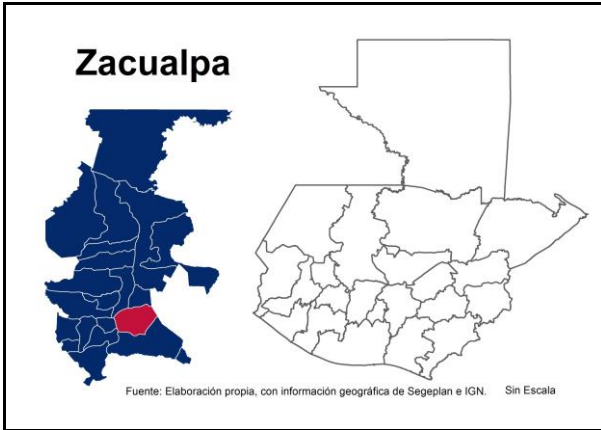 Zacualpa
Fuente: Elaboración propia, con información geográfica de Segeplan e IGN. Sin Escala